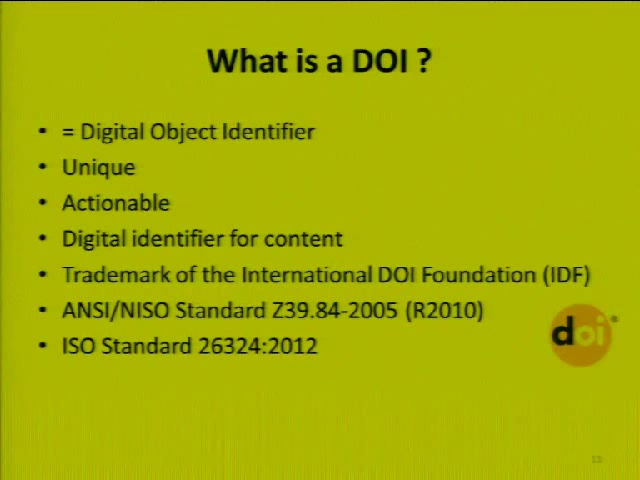 What is a DOI ?
• = Digital Object Identifier
• Unique
• Actionable
• Digital identifier for content
• Trademark of the International DOI Foundation (IDF)
• ANSI/NISO Standard Z39.84-2005 (R2010)
• ISO Standard 26324:2012
doi®